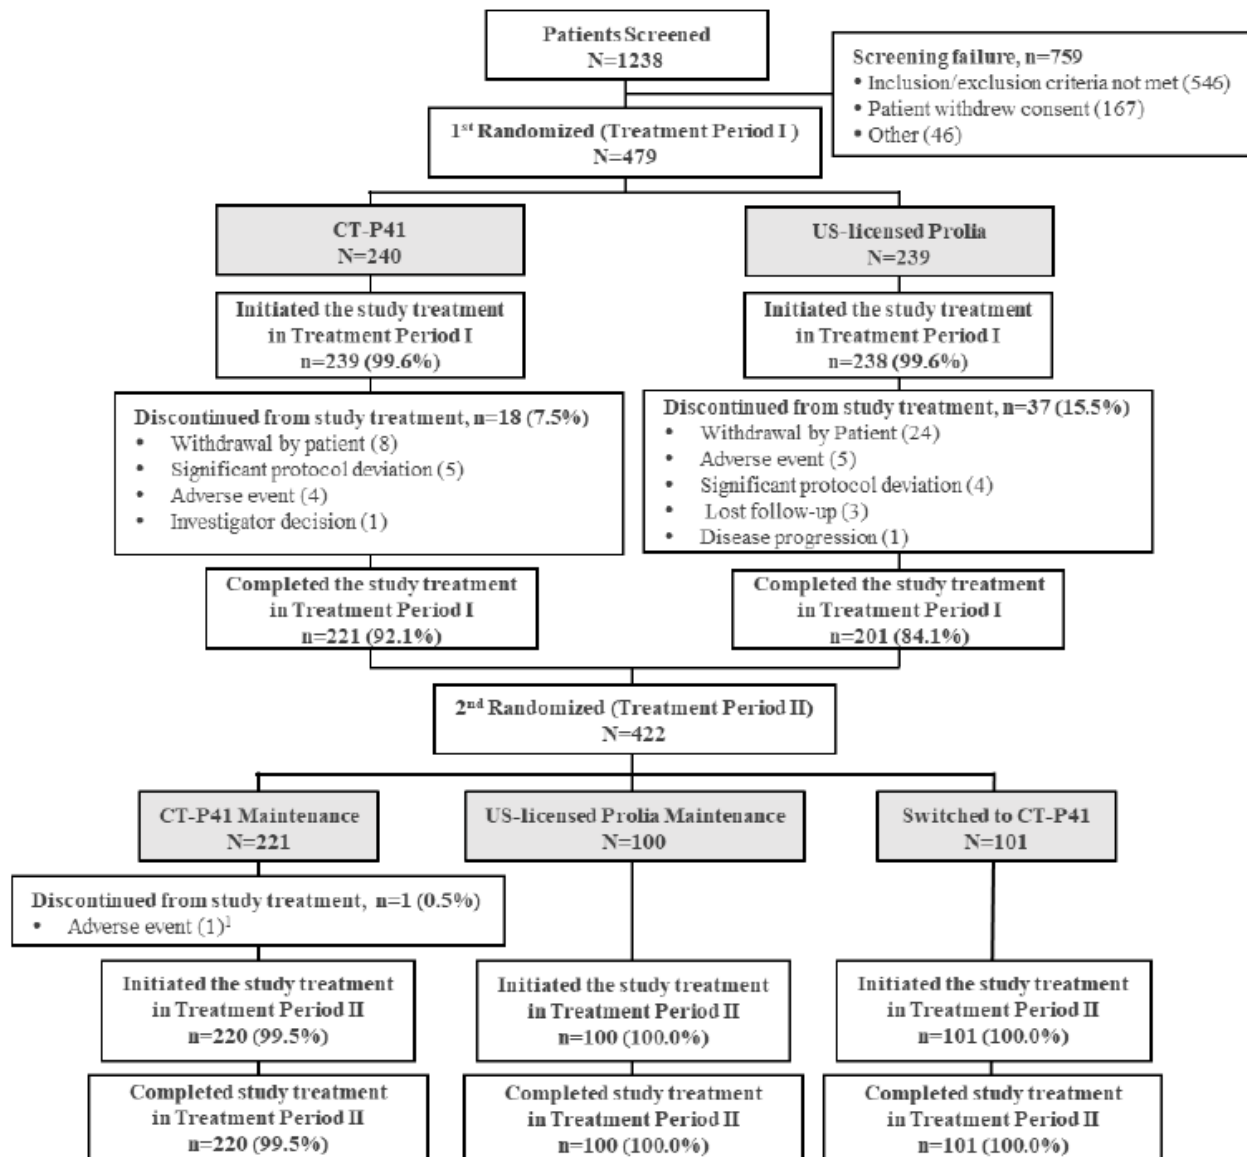 Patients Screened
N=1238
Screening failure, n=759
• Inclusion/exclusion criteria not met (546)
• Patient withdrew consent (167)
• Other (46)
1st Randomized (Treatment Period I )
N=479
CT-P41
N=240
US-licensed Prolia
N=239
Initiated the study treatment
in Treatment Period I
n=239 (99.6%)
Initiated the study treatment
in Treatment Period I
n=238 (99.6%)
Discontinued from study treatment, n=18 (7.5%)
• Withdrawal by patient (8)
• Significant protocol deviation (5)
• Adverse event (4)
• Investigator decision (1)
Discontinued from study treatment, n=37 (15.5%)
• Withdrawal by Patient (24)
• Adverse event (5)
• Significant protocol deviation (4)
• Lost follow-up (3)
• Disease progression (1)
Completed the study treatment
in Treatment Period I
n=221 (92.1%)
Completed the study treatment
in Treatment Period I
n=201 (84.1%)
2nd Randomized (Treatment Period II)
N=422
CT-P41 Maintenance
N=221
US-licensed Prolia Maintenance
N=100
Switched to CT-P41
N=101
Discontinued from study treatment, n=1 (0.5%)
• Adverse event (1)1
Initiated the study treatment
in Treatment Period II
n=220 (99.5%)
Initiated the study treatment
in Treatment Period II
n=100 (100.0%)
Initiated the study treatment
in Treatment Period II
n=101 (100.0%)
Completed study treatment
in Treatment Period II
n=220 (99.5%)
Completed study treatment
in Treatment Period II
n=100 (100.0%)
Completed study treatment
in Treatment Period II
n=101 (100.0%)